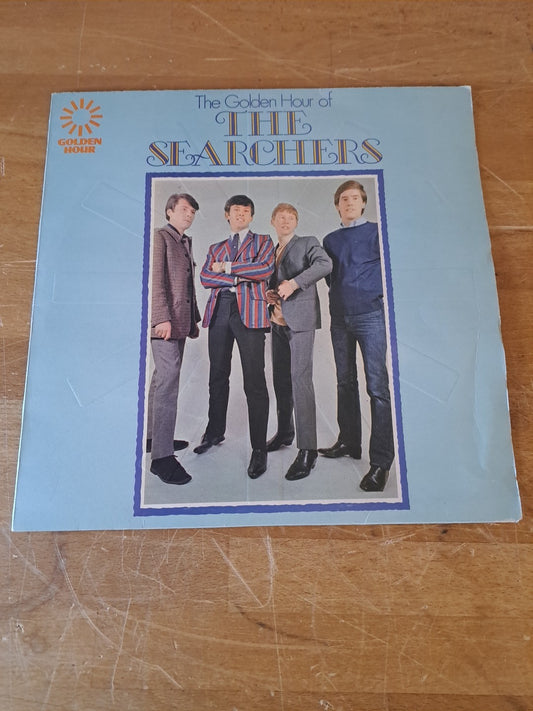 The Golden Hour of
THE
SEARCHERS
GOLDEN
HOUR